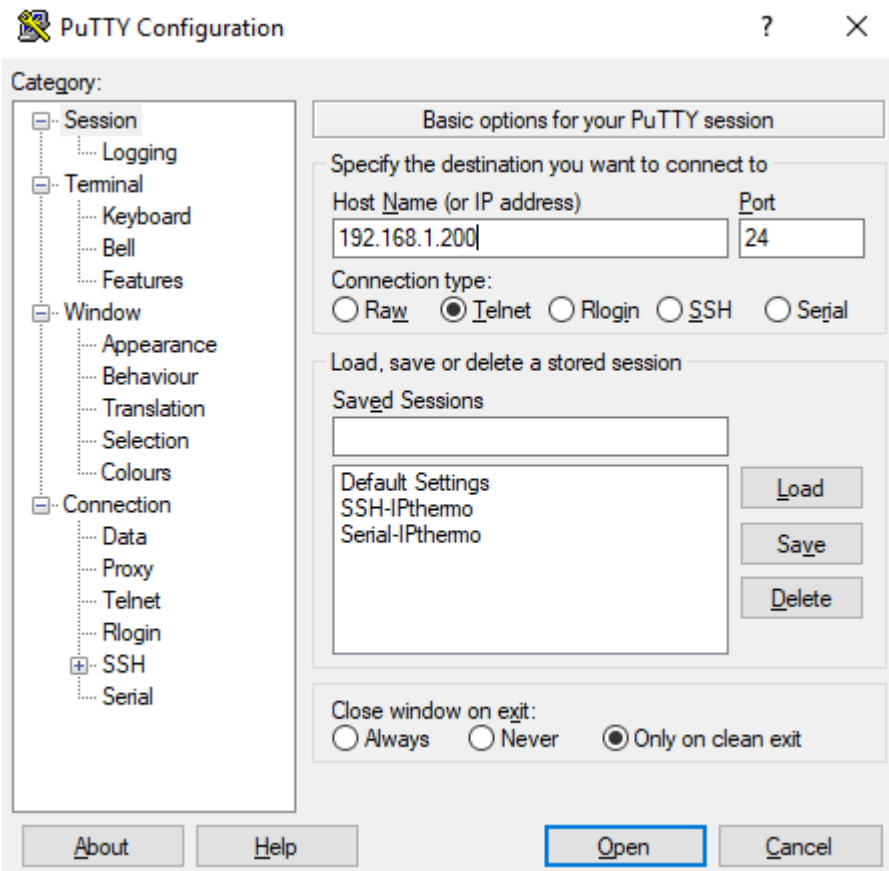 PuTTY Configuration ?
Category:
Session
Logging
Terminal
Keyboard
Bell
Features
Window
Appearance
Behaviour
Translation
Selection
Colours
Connection
Data
Proxy
Telnet
Rlogin
SSH
Serial
Basic options for your PuTTY session
Specify the destination you want to connect to
Host Name (or IP address) Port
192.168.1.200 24
Connection type:
Raw Telnet Rlogin SSH Serial
Load, save or delete a stored session
Saved Sessions
Default Settings
SSH-IPthermo
Serial-IPthermo
Load
Save
Delete
Close window on exit:
Always Never Only on clean exit
About Help Open Cancel